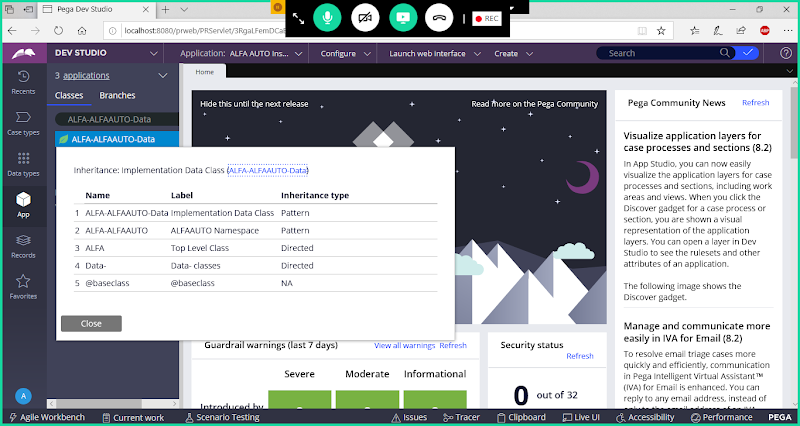 Pega Dev Studio
localhost:8080/prweb/PRServlet/3RgaLFemDCaE
REC
DEV STUDIO
Application: ALFA AUTO Ins...
Configure
Launch web interface
Create
Search
3 applications
Home
Recents
Case types
Data types
App
Records
Favorites
Classes Branches
ALFA-ALFAAUTO-Data
ALFA-ALFAAUTO-Data
Hide this until the next release
Read more on the Pega Community
Inheritance: Implementation Data Class (ALFA-ALFAAUTO-Data)
Name Label Inheritance type
1 ALFA-ALFAAUTO-Data Implementation Data Class Pattern
2 ALFA-ALFAAUTO ALFAAUTO Namespace Pattern
3 ALFA Top Level Class Directed
4 Data- Data- classes Directed
5 @baseclass @baseclass NA
Close
Guardrail warnings (last 7 days) View all warnings Refresh
Severe Moderate Informational
Introduced by
Security status
Refresh
0 out of 32
Pega Community News Refresh
Visualize application layers for
case processes and sections (8.2)
In App Studio, you can now easily
visualize the application layers for case
processes and sections, including work
areas and views. When you click the
Discover gadget for a case process or
section, you are shown a visual
representation of the application
layers. You can open a layer in Dev
Studio to see the rulesets and other
attributes of an application.
The following image shows the
Discover gadget.
Manage and communicate more
easily in IVA for Email (8.2)
To resolve email triage cases more
quickly and efficiently, communication
in Pega Intelligent Virtual Assistant™
(IVA) for Email is enhanced. You can
reply to any email address, instead of
A
Agile Workbench
Current work
Scenario Testing
Issues
Tracer
Clipboard
Live UI
Accessibility
Performance
PEGA